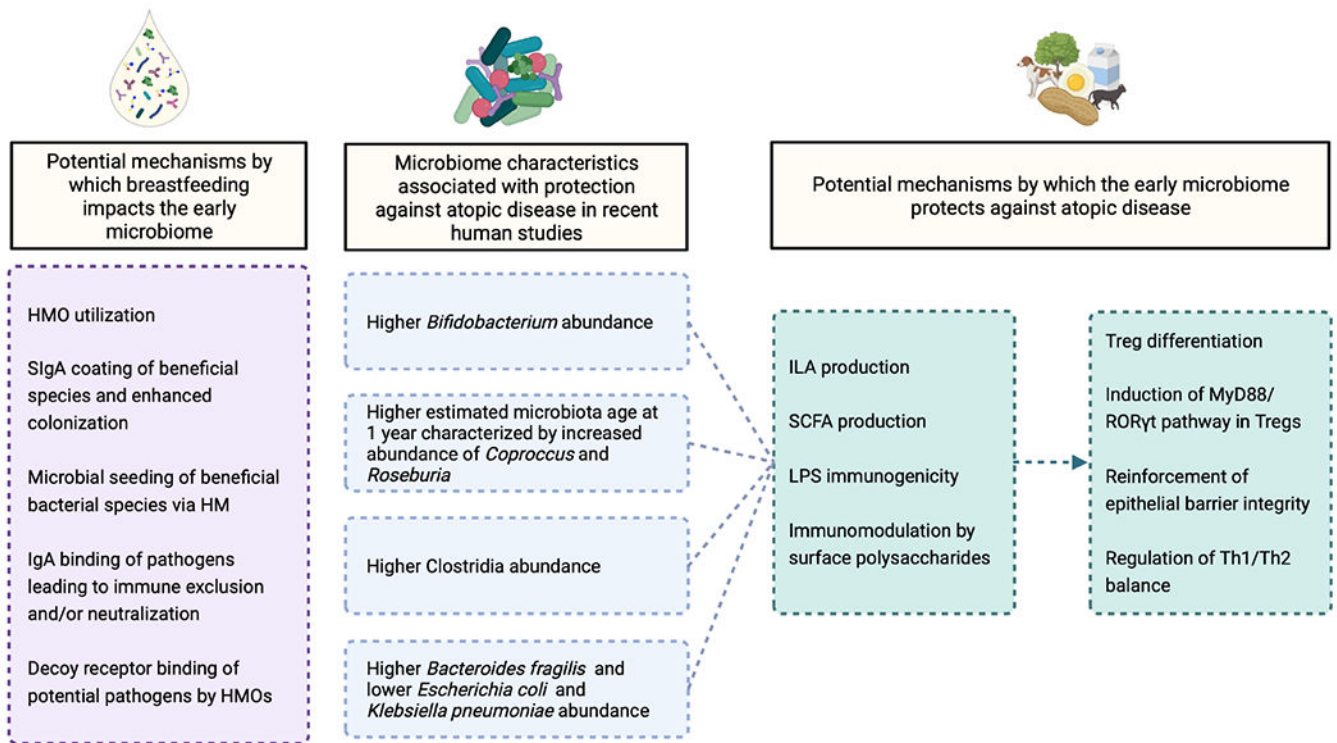 Potential mechanisms by
which breastfeeding
impacts the early
microbiome
Microbiome characteristics
associated with protection
against atopic disease in recent
human studies
Potential mechanisms by which the early microbiome
protects against atopic disease
HMO utilization
SIgA coating of beneficial
species and enhanced
colonization
Microbial seeding of beneficial
bacterial species via HM
IgA binding of pathogens
leading to immune exclusion
and/or neutralization
Decoy receptor binding of
potential pathogens by HMOs
Higher Bifidobacterium abundance
Higher estimated microbiota age at
1 year characterized by increased
abundance of Coproccus and
Roseburia
Higher Clostridia abundance
Higher Bacteroides fragilis and
lower Escherichia coli and
Klebsiella pneumoniae abundance
ILA production
SCFA production
LPS immunogenicity
Immunomodulation by
surface polysaccharides
Treg differentiation
Induction of MyD88/
RORγt pathway in Tregs
Reinforcement of
epithelial barrier integrity
Regulation of Th1/Th2
balance